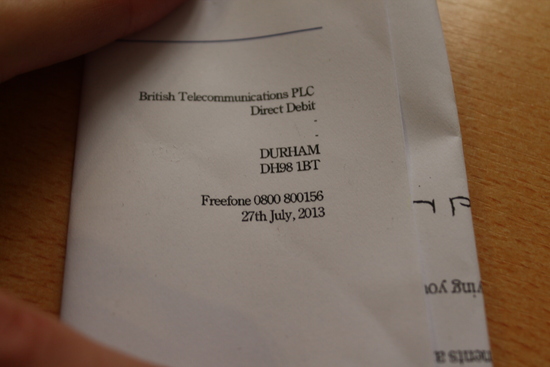 British Telecommunications PLC
Direct Debit
.
.
DURHAM
DH98 1BT
Freefone 0800 800156
27th July, 2013